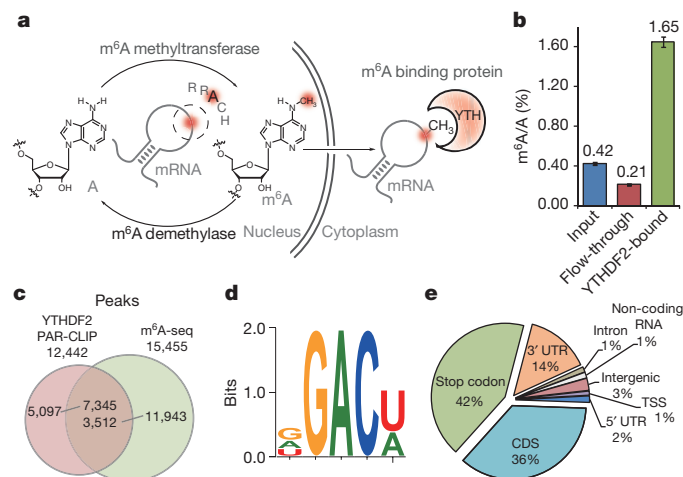 a
m⁶A methyltransferase
R R A C H
N–H
H
CH₃
N
O
OH
A
mRNA
m⁶A
m⁶A demethylase
Nucleus
Cytoplasm
m⁶A binding protein
CH₃
YTH
mRNA
b
m⁶A/A (%)
1.60
0.40
0.00
0.80
1.20
0.42
0.21
1.65
Input
Flow-through
YTHDF2-bound
c
Peaks
YTHDF2
PAR-CLIP
12,442
m⁶A-seq
15,455
5,097
7,345
3,512
11,943
d
Bits
2.0
1.0
0.0
G
A
U
G
A
C
U
A
e
Stop codon
42%
3′ UTR
14%
Intron
1%
Non-coding
RNA
1%
Intergenic
3%
TSS
1%
5′ UTR
2%
CDS
36%